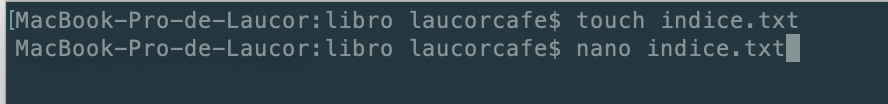 [MacBook-Pro-de-Laucor:libro laucorcafe$ touch indice.txt
MacBook-Pro-de-Laucor:libro laucorcafe$ nano indice.txt